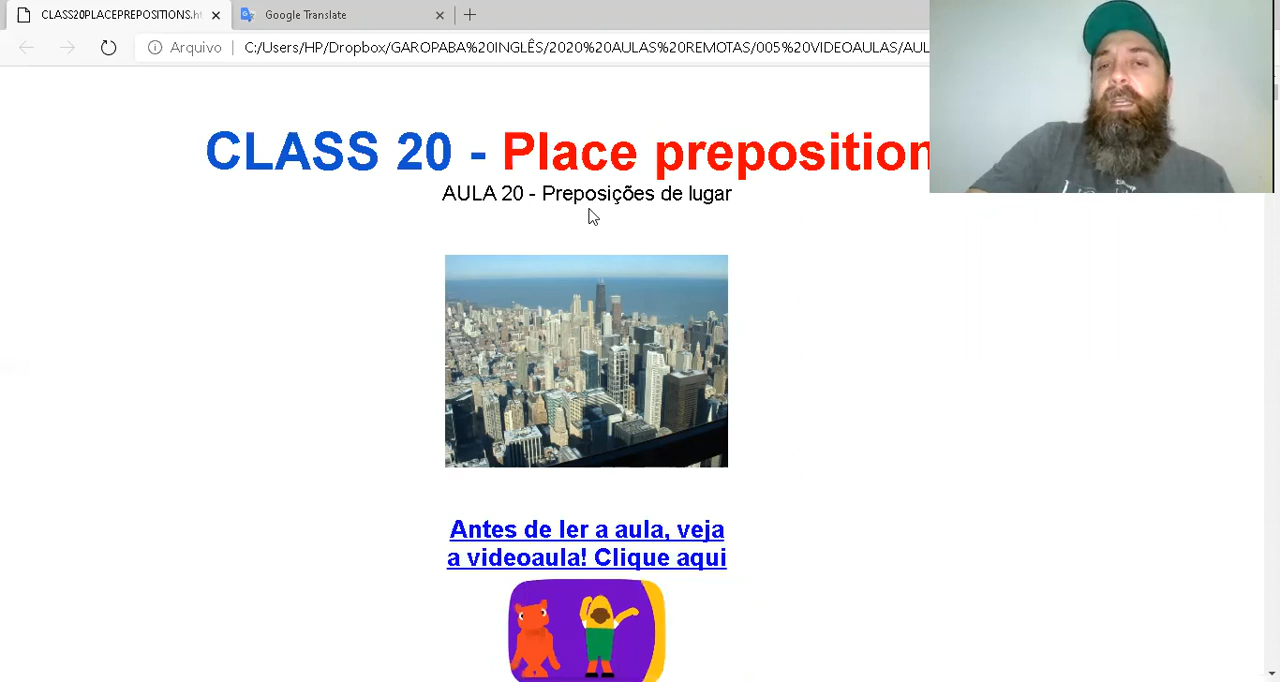 CLASS20PLACEPREPOSITIONS.h
Google Translate
Arquivo
C:/Users/HP/Dropbox/GAROPABA%20INGLÊS/2020%20AULAS%20REMOTAS/005%20VIDEOAULAS/AUL
CLASS 20 - Place preposition
AULA 20 - Preposições de lugar
Antes de ler a aula, veja
a videoaula! Clique aqui